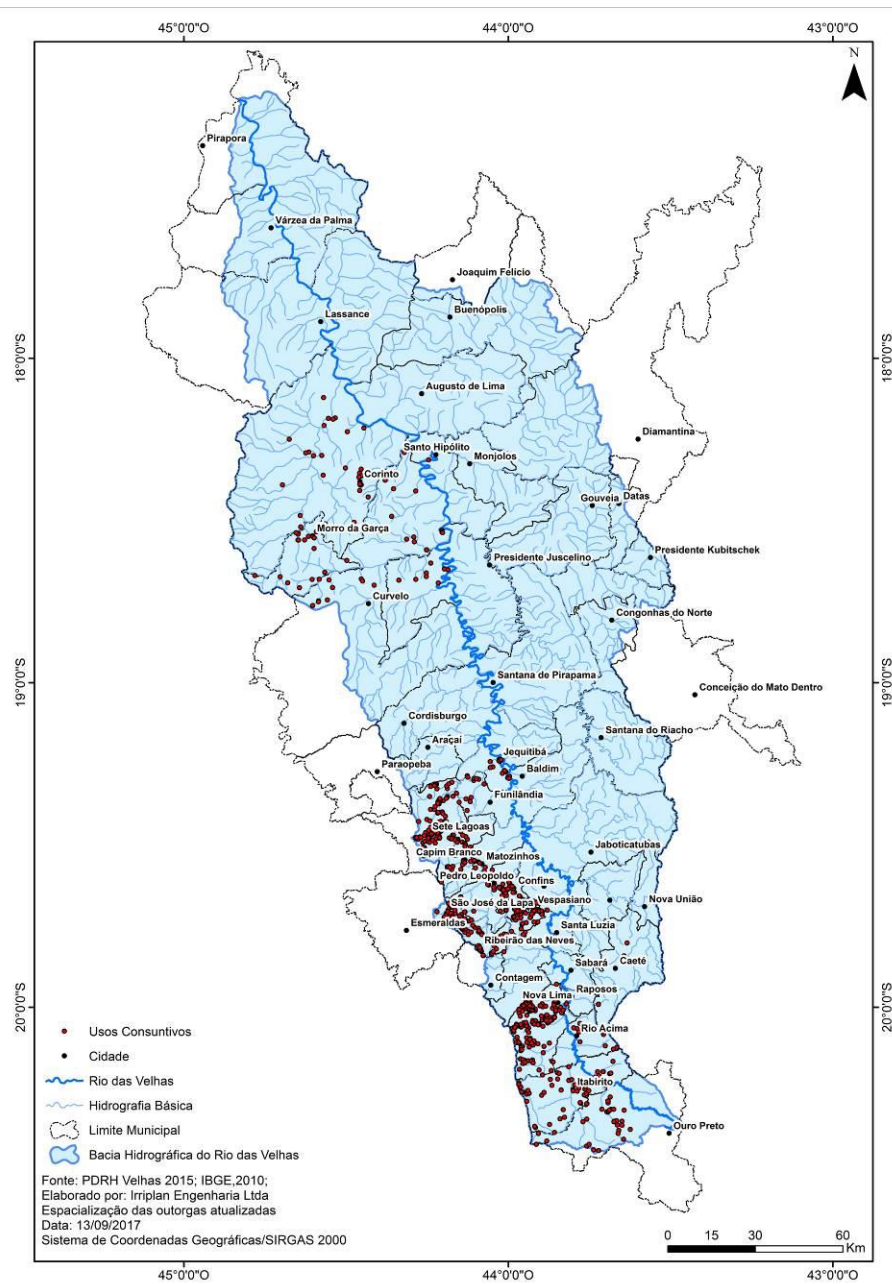 45°0'0"O 44°0'0"O 43°0'0"O
N
Pirapora
Várzea da Palma
Joaquim Felício
Buenópolis
Lassance
18°0'0"S 18°0'0"S
Augusto de Lima
Diamantina
Santo Hipólito
Monjolos
Corinto
Gouveia Datas
Morro da Garça
Presidente Kubitschek
Presidente Juscelino
Curvelo
Congonhas do Norte
19°0'0"S 19°0'0"S
Santana de Pirapama
Conceição do Mato Dentro
Cordisburgo
Santana do Riacho
Araçaí
Jequitibá
Paraopeba
Baldim
Funilândia
Sete Lagoas
Capim Branco
Matozinhos
Jaboticatubas
Pedro Leopoldo
Confins
São José da Lapa
Vespasiano
Nova União
Esmeraldas
Santa Luzia
Ribeirão das Neves
Sabará
Caeté
Contagem
Raposos
Nova Lima
20°0'0"S 20°0'0"S
Rio Acima
Itabirito
Ouro Preto
Usos Consuntivos
Cidade
Rio das Velhas
Hidrografia Básica
Limite Municipal
Bacia Hidrográfica do Rio das Velhas
Fonte: PDRH Velhas 2015; IBGE,2010;
Elaborado por: Irriplan Engenharia Ltda
Espacialização das outorgas atualizadas
Data: 13/09/2017
Sistema de Coordenadas Geográficas/SIRGAS 2000
0 15 30 60
Km
45°0'0"O 44°0'0"O 43°0'0"O